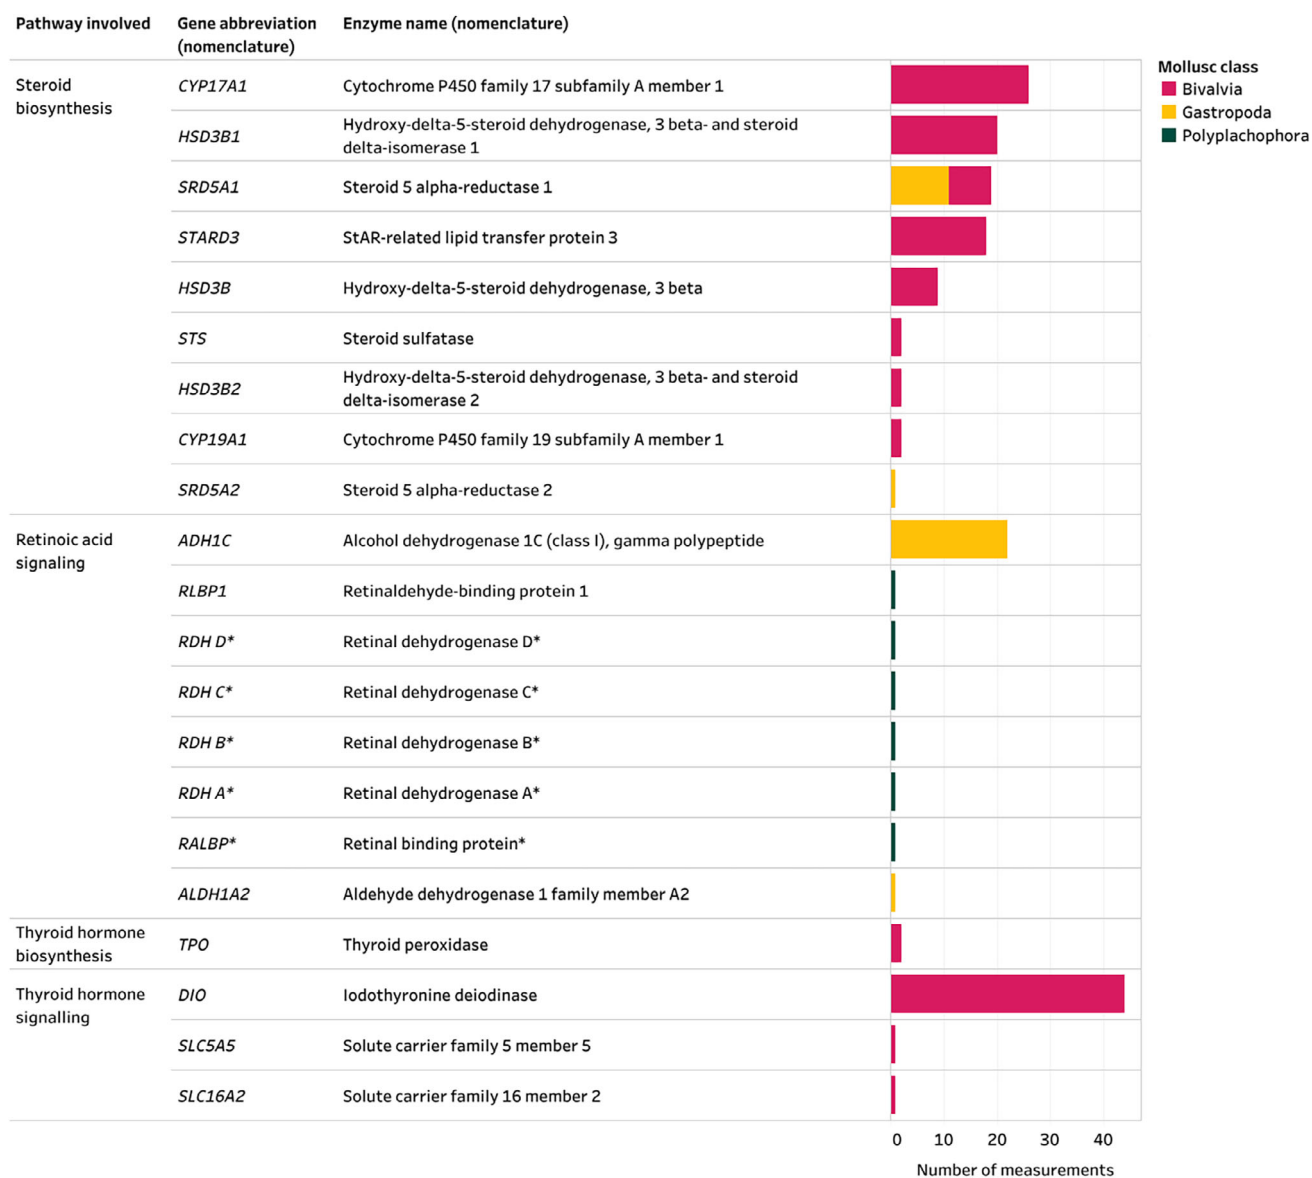 Pathway involved
Gene abbreviation
(nomenclature)
Enzyme name (nomenclature)
Mollusc class
Bivalvia
Gastropoda
Polyplachophora
Steroid
biosynthesis
CYP17A1
Cytochrome P450 family 17 subfamily A member 1
HSD3B1
Hydroxy-delta-5-steroid dehydrogenase, 3 beta- and steroid
delta-isomerase 1
SRD5A1
Steroid 5 alpha-reductase 1
STARD3
StAR-related lipid transfer protein 3
HSD3B
Hydroxy-delta-5-steroid dehydrogenase, 3 beta
STS
Steroid sulfatase
HSD3B2
Hydroxy-delta-5-steroid dehydrogenase, 3 beta- and steroid
delta-isomerase 2
CYP19A1
Cytochrome P450 family 19 subfamily A member 1
SRD5A2
Steroid 5 alpha-reductase 2
Retinoic acid
signaling
ADH1C
Alcohol dehydrogenase 1C (class I), gamma polypeptide
RLBP1
Retinaldehyde-binding protein 1
RDH D*
Retinal dehydrogenase D*
RDH C*
Retinal dehydrogenase C*
RDH B*
Retinal dehydrogenase B*
RDH A*
Retinal dehydrogenase A*
RALBP*
Retinal binding protein*
ALDH1A2
Aldehyde dehydrogenase 1 family member A2
Thyroid hormone
biosynthesis
TPO
Thyroid peroxidase
Thyroid hormone
signalling
DIO
Iodothyronine deiodinase
SLC5A5
Solute carrier family 5 member 5
SLC16A2
Solute carrier family 16 member 2
0 10 20 30 40
Number of measurements